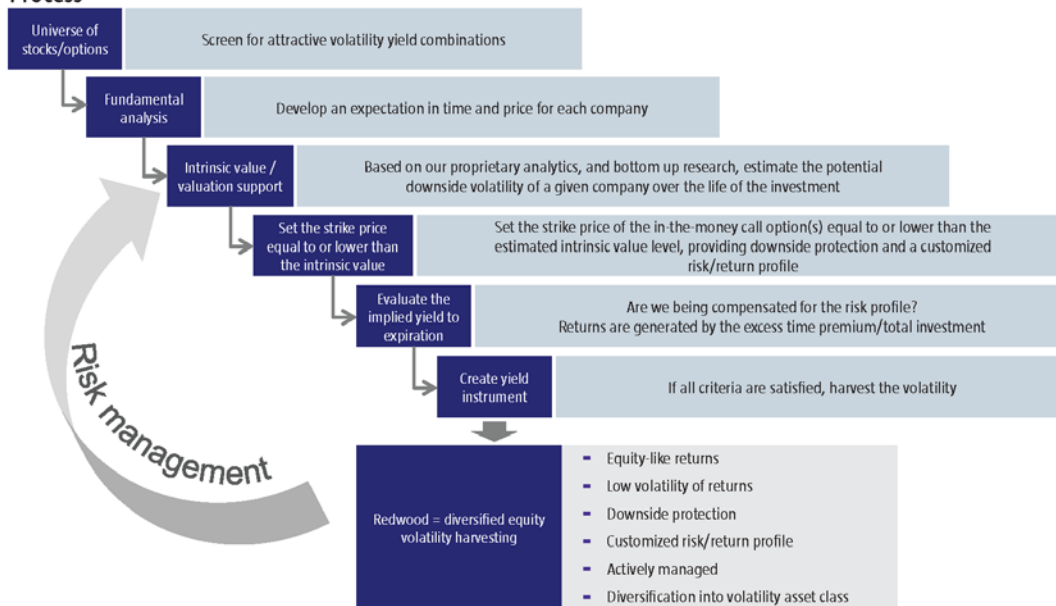 Process
Universe of
stocks/options
Screen for attractive volatility yield combinations
Fundamental
analysis
Develop an expectation in time and price for each company
Intrinsic value /
valuation support
Based on our proprietary analytics, and bottom up research, estimate the potential
downside volatility of a given company over the life of the investment
Set the strike price
equal to or lower than
the intrinsic value
Set the strike price of the in-the-money call option(s) equal to or lower than the
estimated intrinsic value level, providing downside protection and a customized
risk/return profile
Evaluate the
implied yield to
expiration
Are we being compensated for the risk profile?
Returns are generated by the excess time premium/total investment
Create yield
instrument
If all criteria are satisfied, harvest the volatility
Risk management
Redwood = diversified equity
volatility harvesting
- Equity-like returns
- Low volatility of returns
- Downside protection
- Customized risk/return profile
- Actively managed
- Diversification into volatility asset class